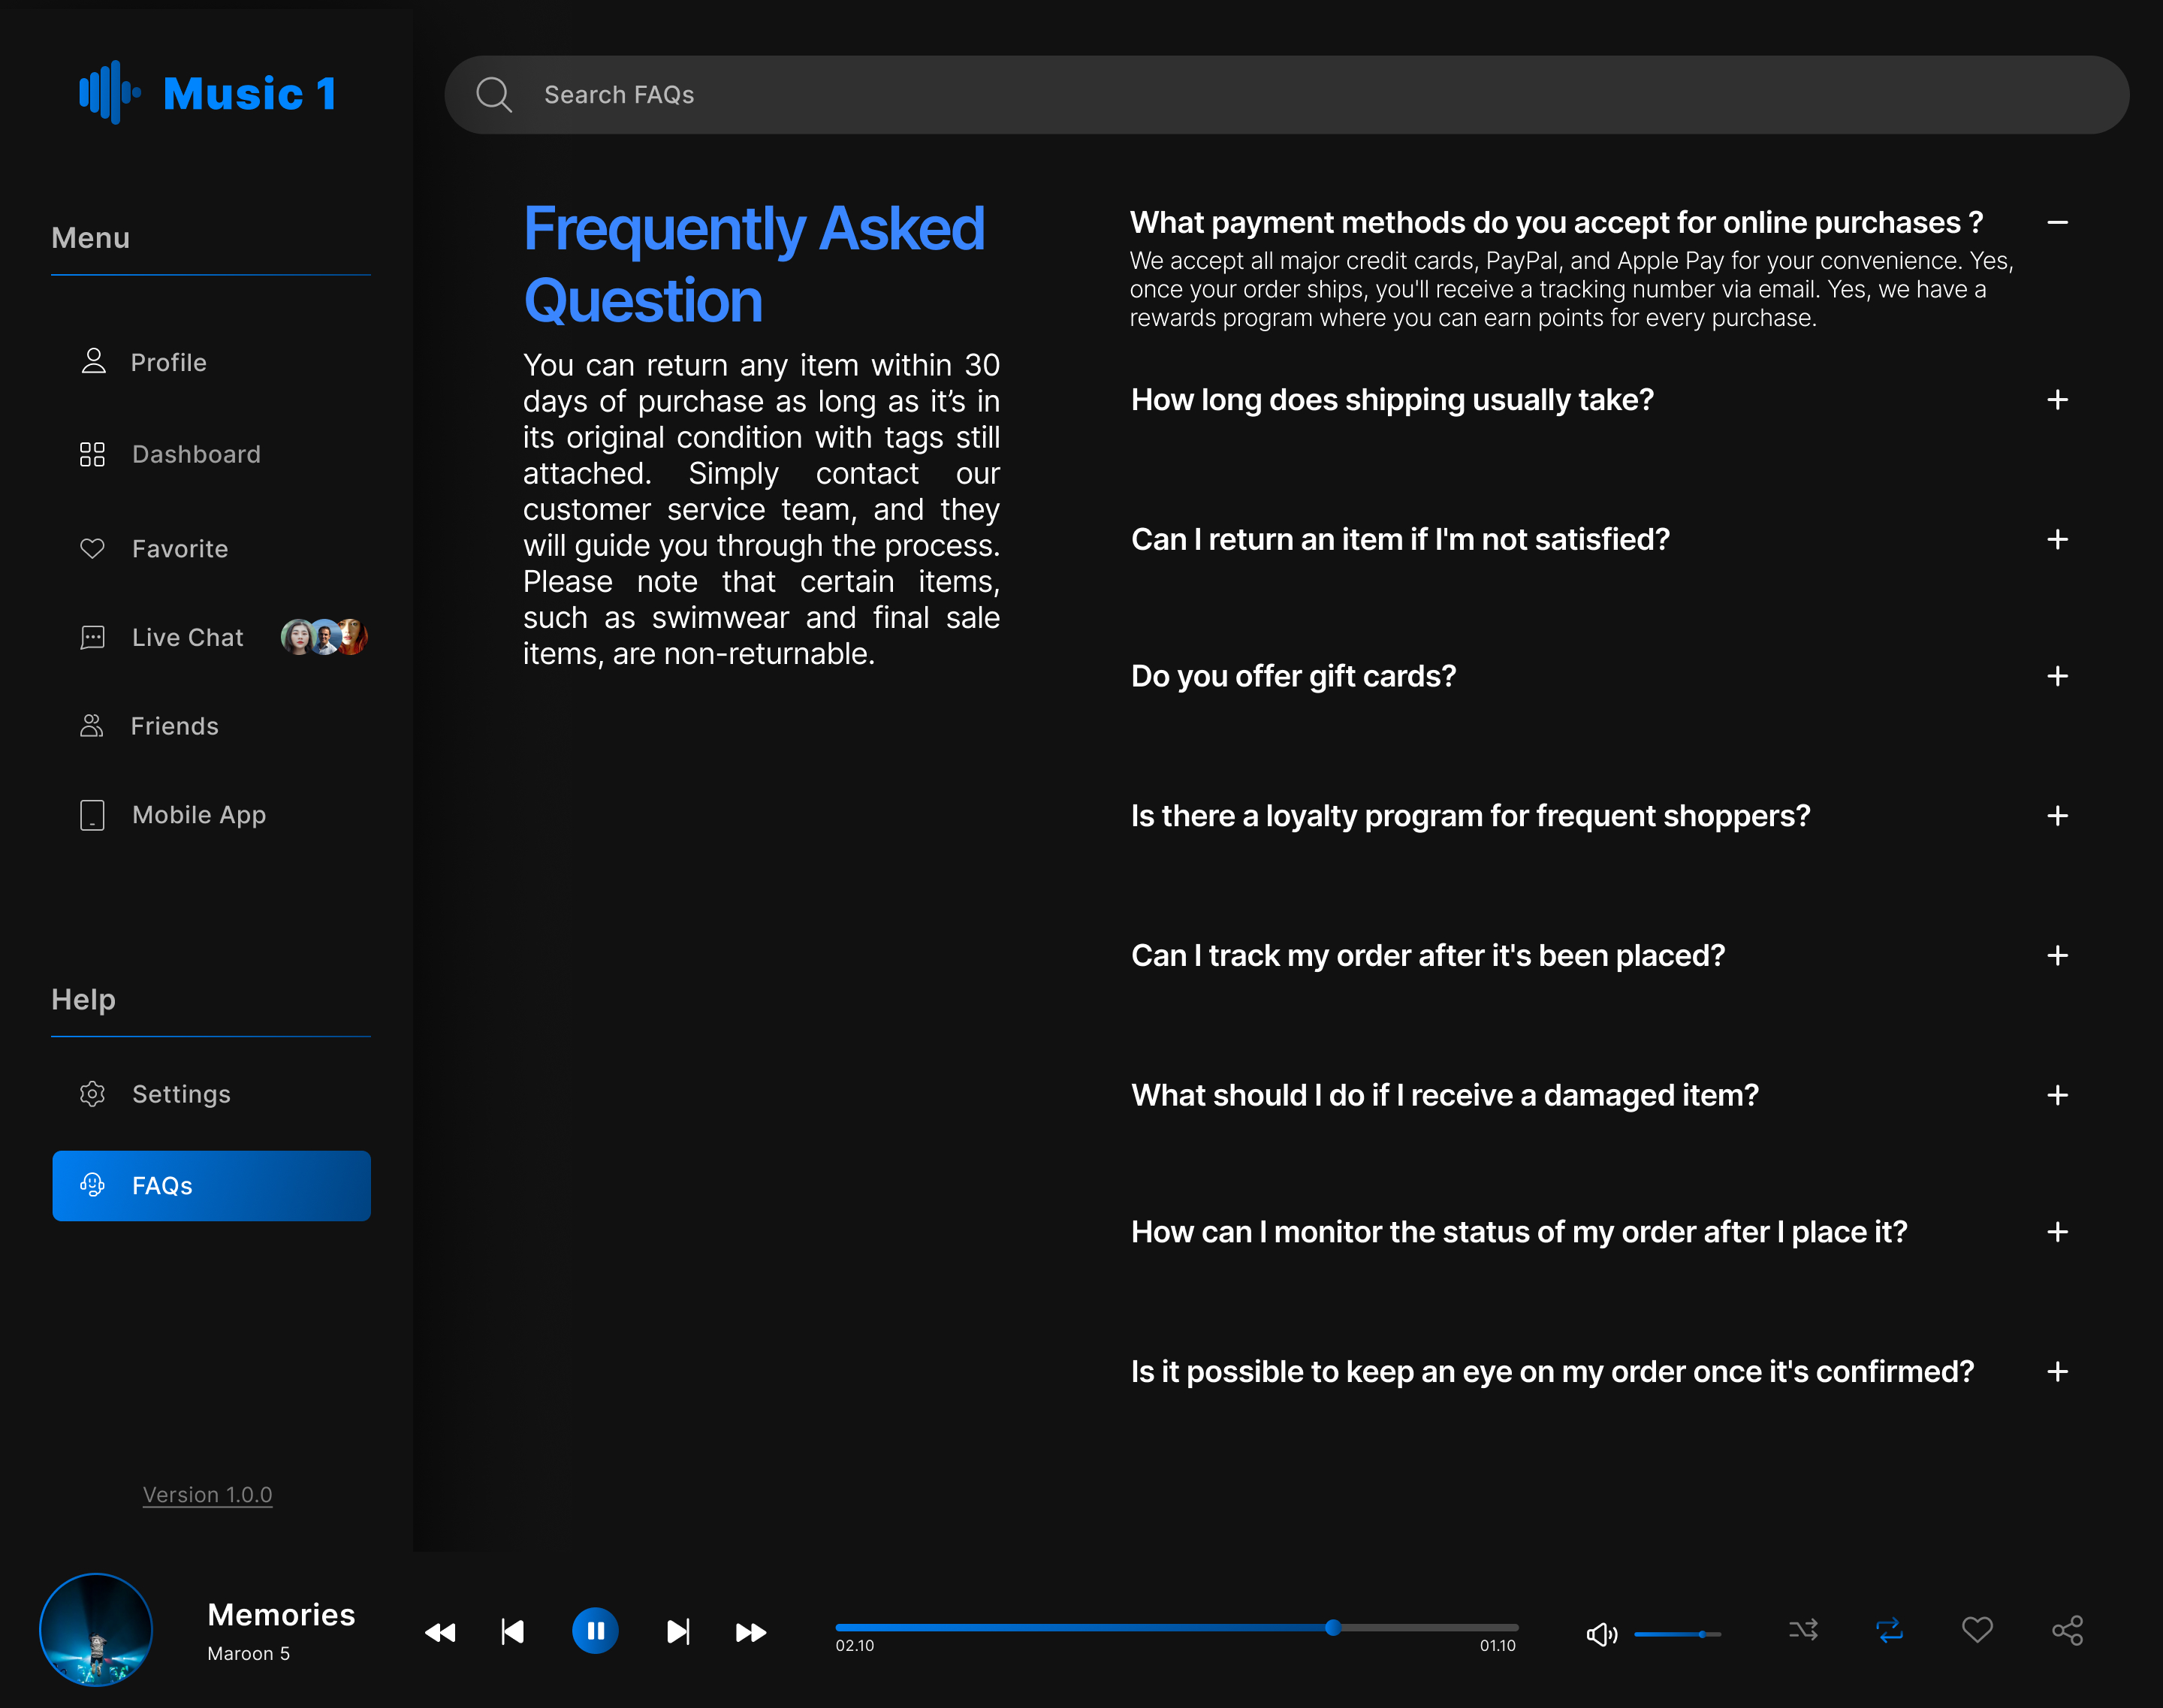 Music 1
Search FAQs
Menu
Profile
Dashboard
Favorite
Live Chat
Friends
Mobile App
Help
Settings
FAQs
Version 1.0.0
Frequently Asked
Question
You can return any item within 30
days of purchase as long as it’s in
its original condition with tags still
attached. Simply contact our
customer service team, and they
will guide you through the process.
Please note that certain items,
such as swimwear and final sale
items, are non-returnable.
What payment methods do you accept for online purchases ?
We accept all major credit cards, PayPal, and Apple Pay for your convenience. Yes,
once your order ships, you'll receive a tracking number via email. Yes, we have a
rewards program where you can earn points for every purchase.
How long does shipping usually take?
Can I return an item if I'm not satisfied?
Do you offer gift cards?
Is there a loyalty program for frequent shoppers?
Can I track my order after it's been placed?
What should I do if I receive a damaged item?
How can I monitor the status of my order after I place it?
Is it possible to keep an eye on my order once it's confirmed?
Memories
Maroon 5
02.10
01.10